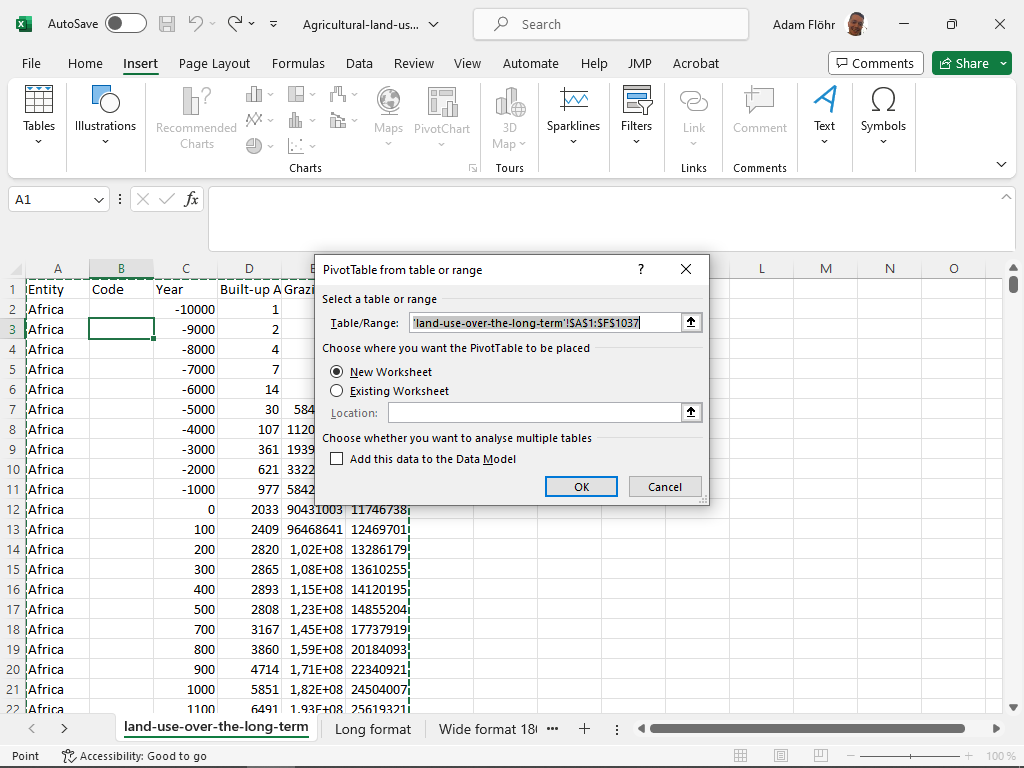 AutoSave Agricultural-land-us... Search Adam Flöhr
File Home Insert Page Layout Formulas Data Review View Automate Help JMP Acrobat Comments Share
Tables Illustrations Recommended Charts Maps PivotChart 3D Map Sparklines Filters Link Comment Text Symbols
Charts Tours Links Comments
A1 fx
A B C D E L M N O
1 Entity Code Year Built-up A Grazi
2 Africa -10000 1
3 Africa -9000 2
4 Africa -8000 4
5 Africa -7000 7
6 Africa -6000 14
7 Africa -5000 30 584
8 Africa -4000 107 1120
9 Africa -3000 361 1939
10 Africa -2000 621 3322
11 Africa -1000 977 5842
12 Africa 0 2033 90431003 11746738
13 Africa 100 2409 96468641 12469701
14 Africa 200 2820 1,02E+08 13286179
15 Africa 300 2865 1,08E+08 13610255
16 Africa 400 2893 1,15E+08 14120195
17 Africa 500 2808 1,23E+08 14855204
18 Africa 700 3167 1,45E+08 17737919
19 Africa 800 3860 1,59E+08 20184093
20 Africa 900 4714 1,71E+08 22340921
21 Africa 1000 5851 1,82E+08 24504007
22 Africa 1100 6491 1,93E+08 25619321
PivotTable from table or range ?
Select a table or range
Table/Range: 'land-use-over-the-long-term'!$A$1:$F$1037
Choose where you want the PivotTable to be placed
New Worksheet
Existing Worksheet
Location:
Choose whether you want to analyse multiple tables
Add this data to the Data Model
OK Cancel
land-use-over-the-long-term Long format Wide format 18 ...
Point Accessibility: Good to go 100 %